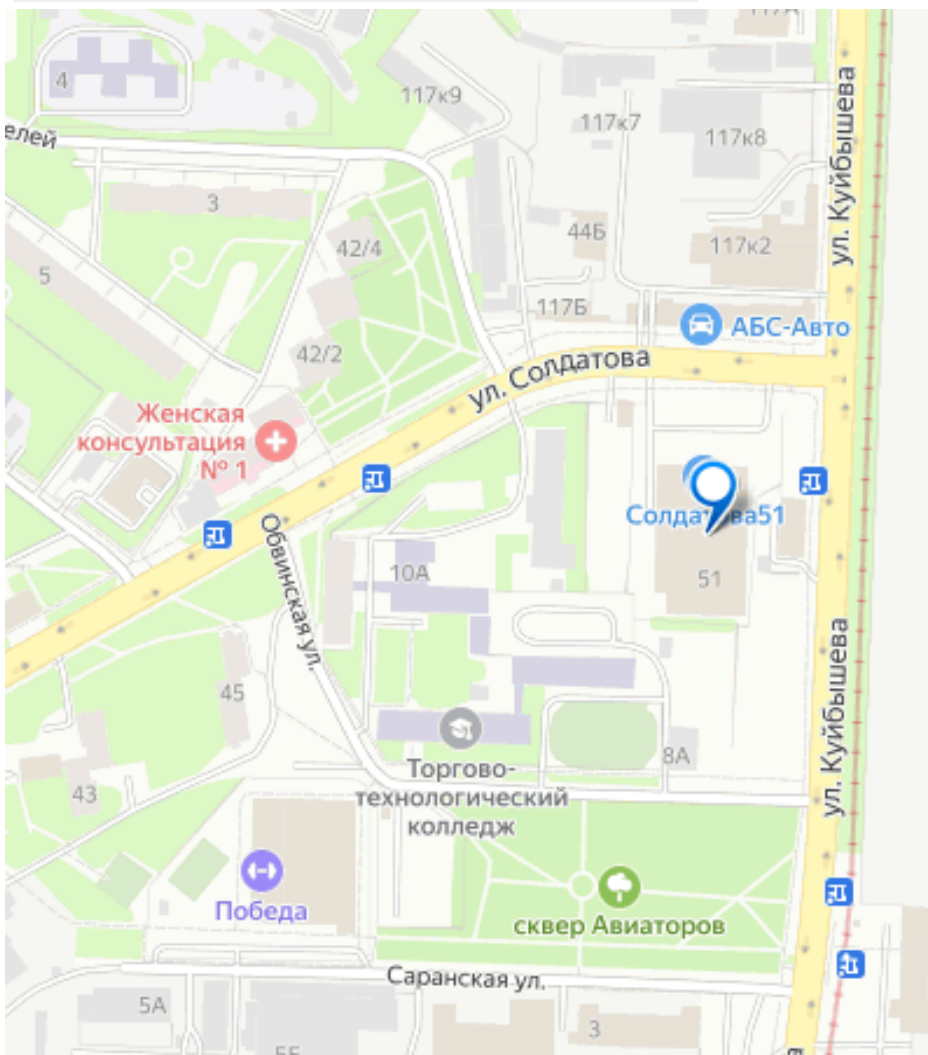 117А
4
117к9
ул. Куйбышева
елей
117к7
117к8
3
44Б
42/4
117к2
5
117Б
АБС-Авто
42/2
ул. Солдатова
Женская
консультация
№ 1
Обвинская ул.
10А
51
ул. Куйбышева
45
8А
Торгово-
технологический
колледж
43
Победа
сквер Авиаторов
Саранская ул.
5А
3